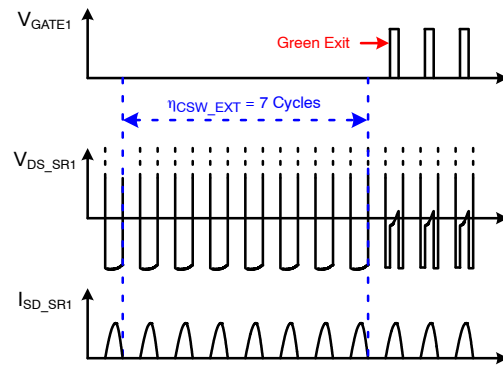 VGATE1
Green Exit
ηCSW_EXT = 7 Cycles
VDS_SR1
ISD_SR1